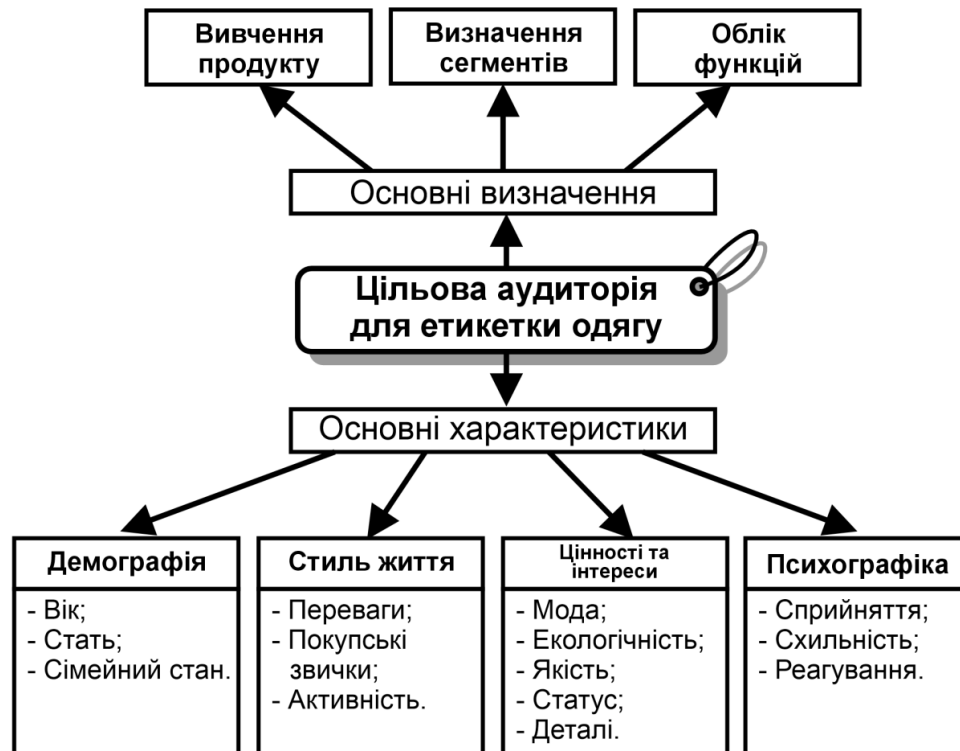 Вивчення
продукту
Визначення
сегментів
Облік
функцій
Основні визначення
Цільова аудиторія
для етикетки одягу
Основні характеристики
Демографія
- Вік;
- Стать;
- Сімейний стан.
Стиль життя
- Переваги;
- Покупські
звички;
- Активність.
Цінності та
інтереси
- Мода;
- Екологічність;
- Якість;
- Статус;
- Деталі.
Психографіка
- Сприйняття;
- Схильність;
- Реагування.